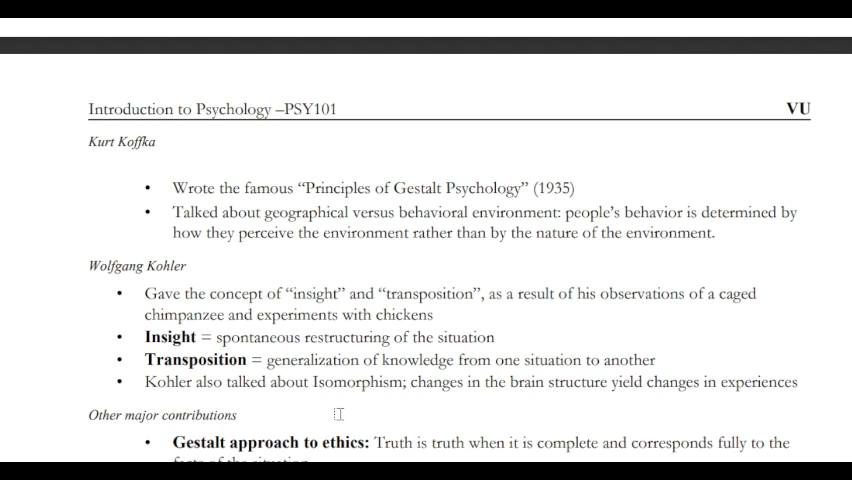 Introduction to Psychology –PSY101 VU
Kurt Koffka
• Wrote the famous “Principles of Gestalt Psychology” (1935)
• Talked about geographical versus behavioral environment: people’s behavior is determined by
how they perceive the environment rather than by the nature of the environment.
Wolfgang Kohler
• Gave the concept of “insight” and “transposition”, as a result of his observations of a caged
chimpanzee and experiments with chickens
• Insight = spontaneous restructuring of the situation
• Transposition = generalization of knowledge from one situation to another
• Kohler also talked about Isomorphism; changes in the brain structure yield changes in experiences
Other major contributions
• Gestalt approach to ethics: Truth is truth when it is complete and corresponds fully to the
facts of the situation